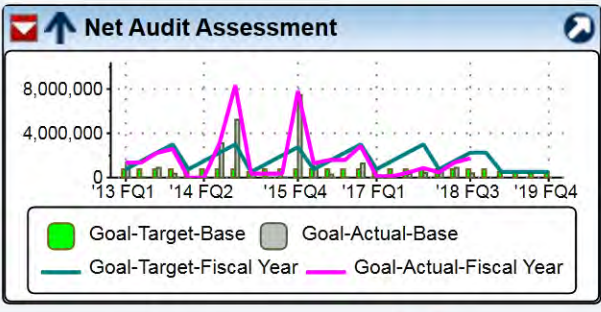 Net Audit Assessment
8,000,000
4,000,000
0
'13 FQ1 '14 FQ2 '15 FQ4 '17 FQ1 '18 FQ3 '19 FQ4
Goal-Target-Base Goal-Actual-Base
Goal-Target-Fiscal Year Goal-Actual-Fiscal Year